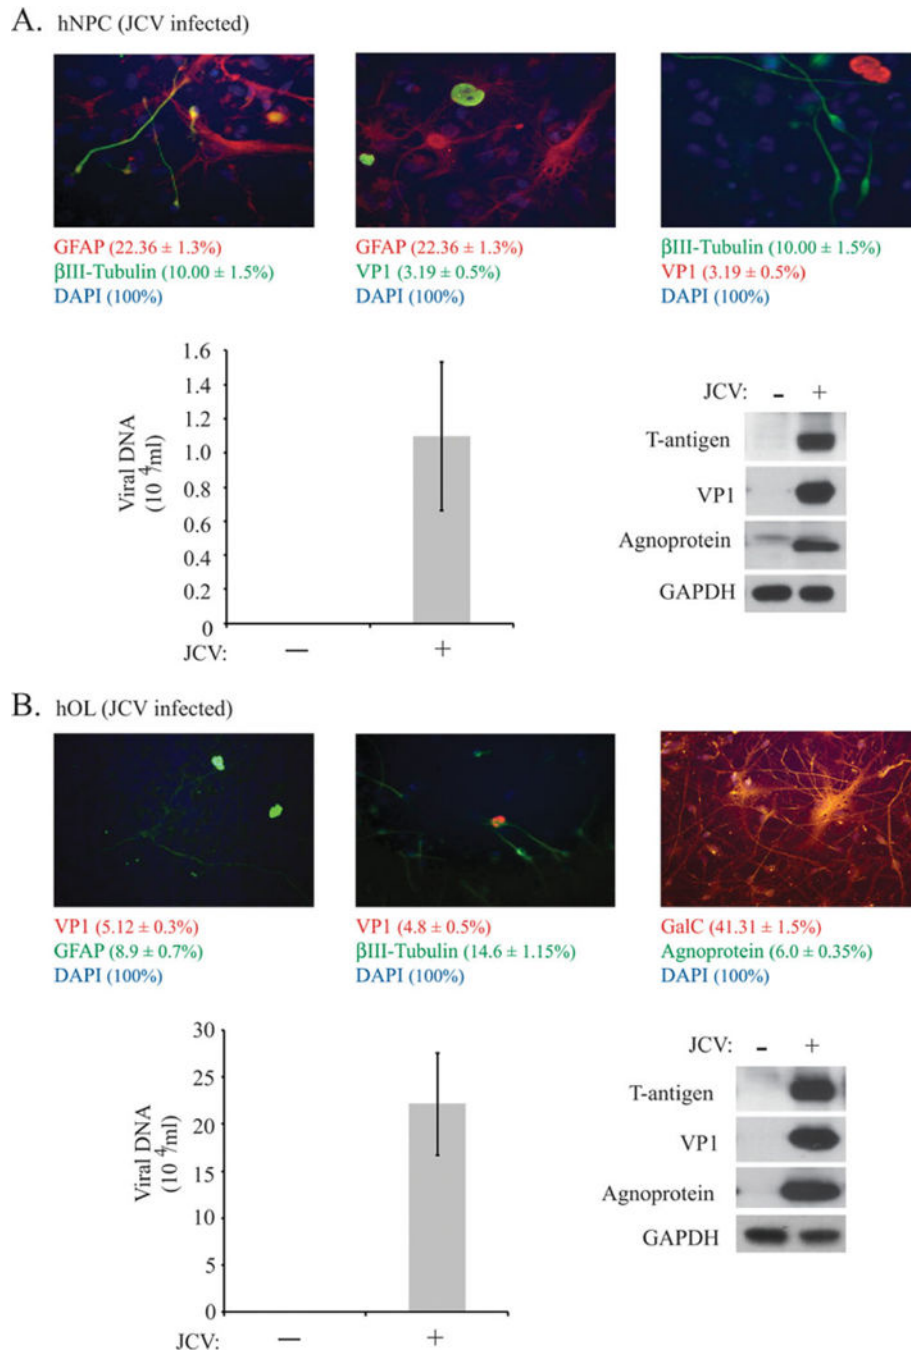 A. hNPC (JCV infected)
GFAP (22.36 ± 1.3%)
βIII-Tubulin (10.00 ± 1.5%)
DAPI (100%)
GFAP (22.36 ± 1.3%)
VP1 (3.19 ± 0.5%)
DAPI (100%)
βIII-Tubulin (10.00 ± 1.5%)
VP1 (3.19 ± 0.5%)
DAPI (100%)
Viral DNA
(10 4/ml)
1.6
1.4
1.2
1.0
0.8
0.6
0.4
0.2
0
JCV: — +
JCV: - +
T-antigen
VP1
Agnoprotein
GAPDH
B. hOL (JCV infected)
VP1 (5.12 ± 0.3%)
GFAP (8.9 ± 0.7%)
DAPI (100%)
VP1 (4.8 ± 0.5%)
βIII-Tubulin (14.6 ± 1.15%)
DAPI (100%)
GalC (41.31 ± 1.5%)
Agnoprotein (6.0 ± 0.35%)
DAPI (100%)
Viral DNA
(10 4/ml)
30
25
20
15
10
5
0
JCV: — +
JCV: - +
T-antigen
VP1
Agnoprotein
GAPDH